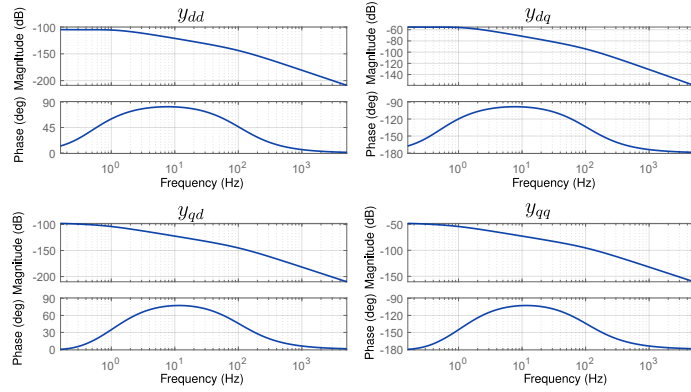 y_dd
Magnitude (dB)
-100
-150
-200
Phase (deg)
90
45
0
10^0
10^1
10^2
10^3
Frequency (Hz)
y_dq
Magnitude (dB)
-60
-80
-100
-120
-140
Phase (deg)
-90
-120
-150
-180
10^0
10^1
10^2
10^3
Frequency (Hz)
y_qd
Magnitude (dB)
-100
-150
-200
Phase (deg)
90
60
30
0
10^0
10^1
10^2
10^3
Frequency (Hz)
y_qq
Magnitude (dB)
-50
-100
-150
Phase (deg)
-90
-120
-150
-180
10^0
10^1
10^2
10^3
Frequency (Hz)